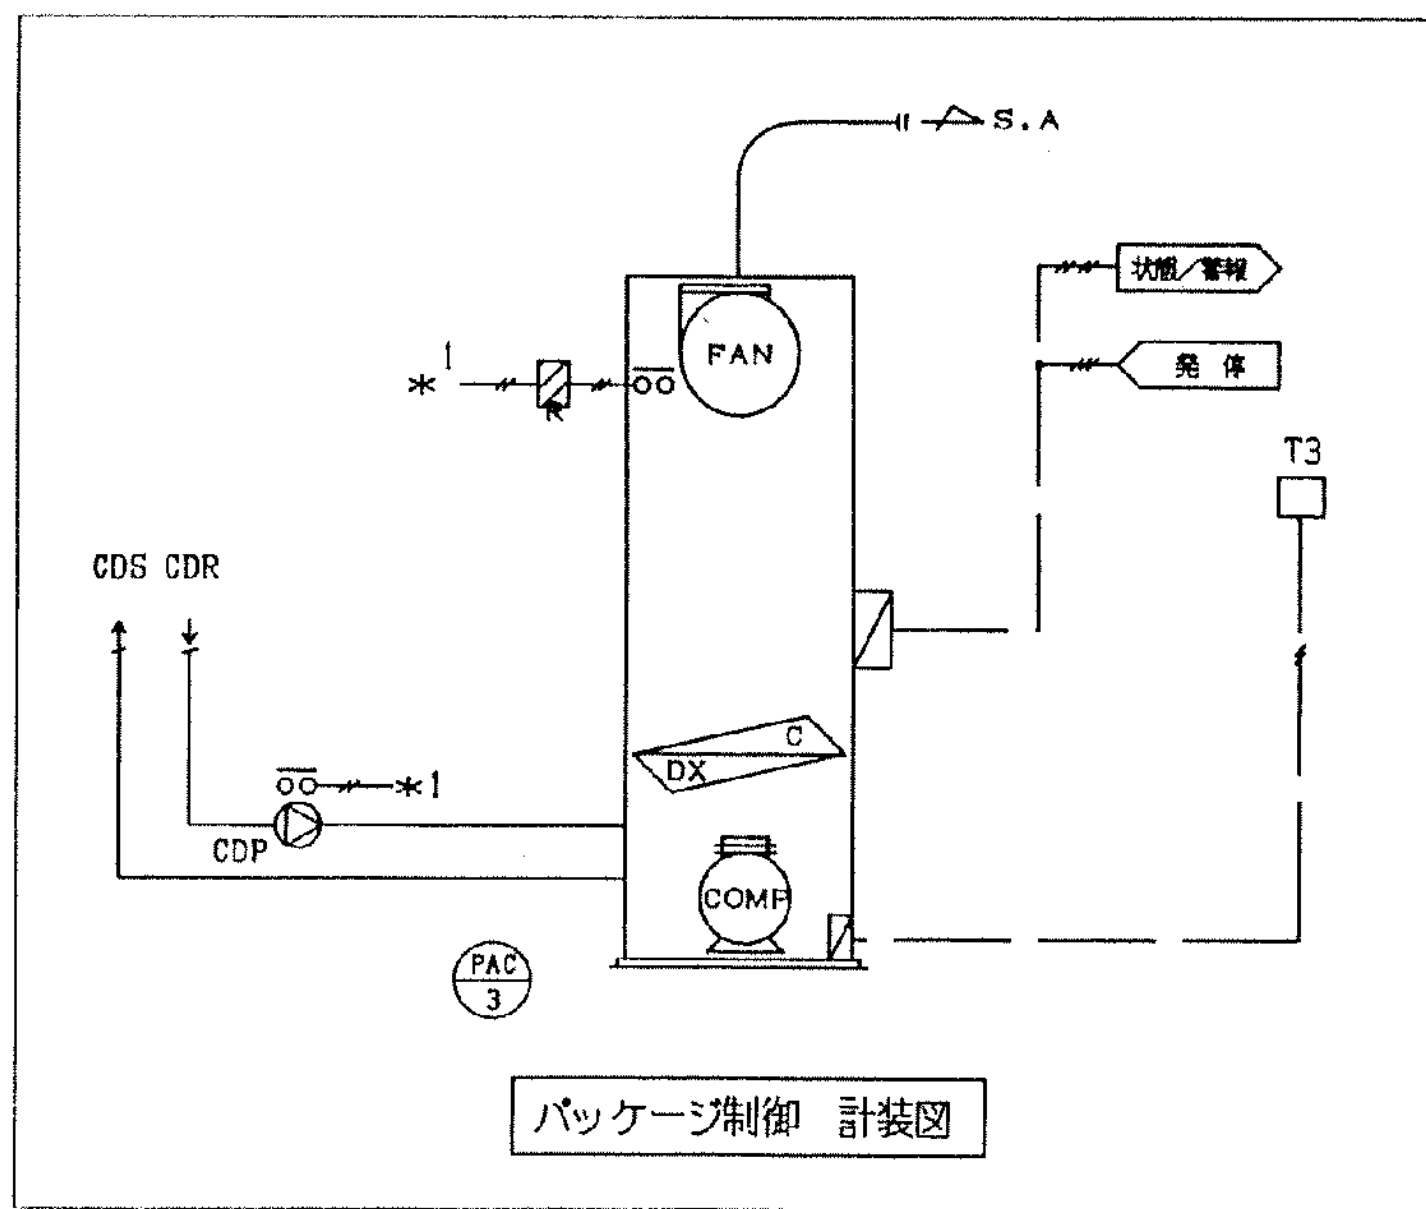 S.A
状態/警報
FAN
* 1
R
発 停
T3
CDS CDR
C
DX
* 1
CDP
COMP
PAC
3
パッケージ制御 計装図